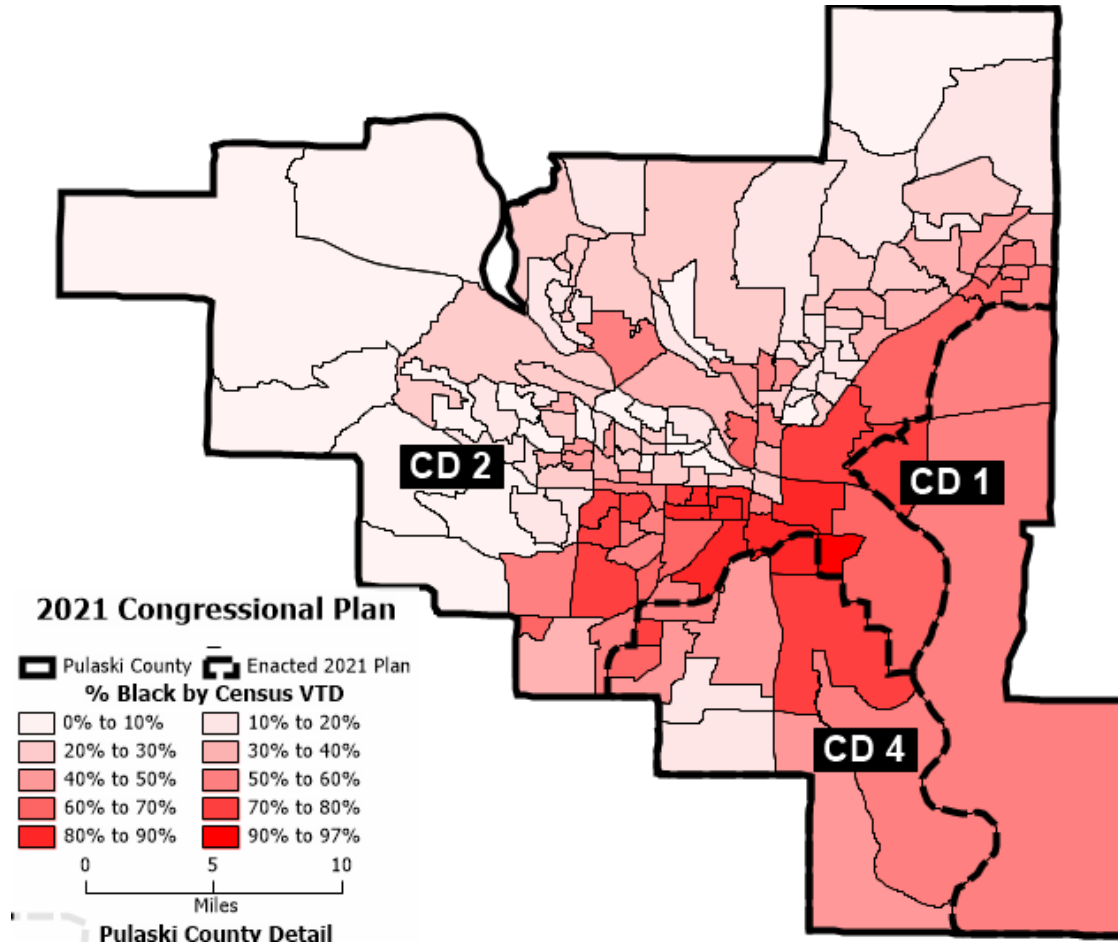 CD 2
CD 1
CD 4
2021 Congressional Plan
Pulaski County Enacted 2021 Plan
% Black by Census VTD
0% to 10% 10% to 20%
20% to 30% 30% to 40%
40% to 50% 50% to 60%
60% to 70% 70% to 80%
80% to 90% 90% to 97%
0 5 10
Miles
Pulaski County Detail